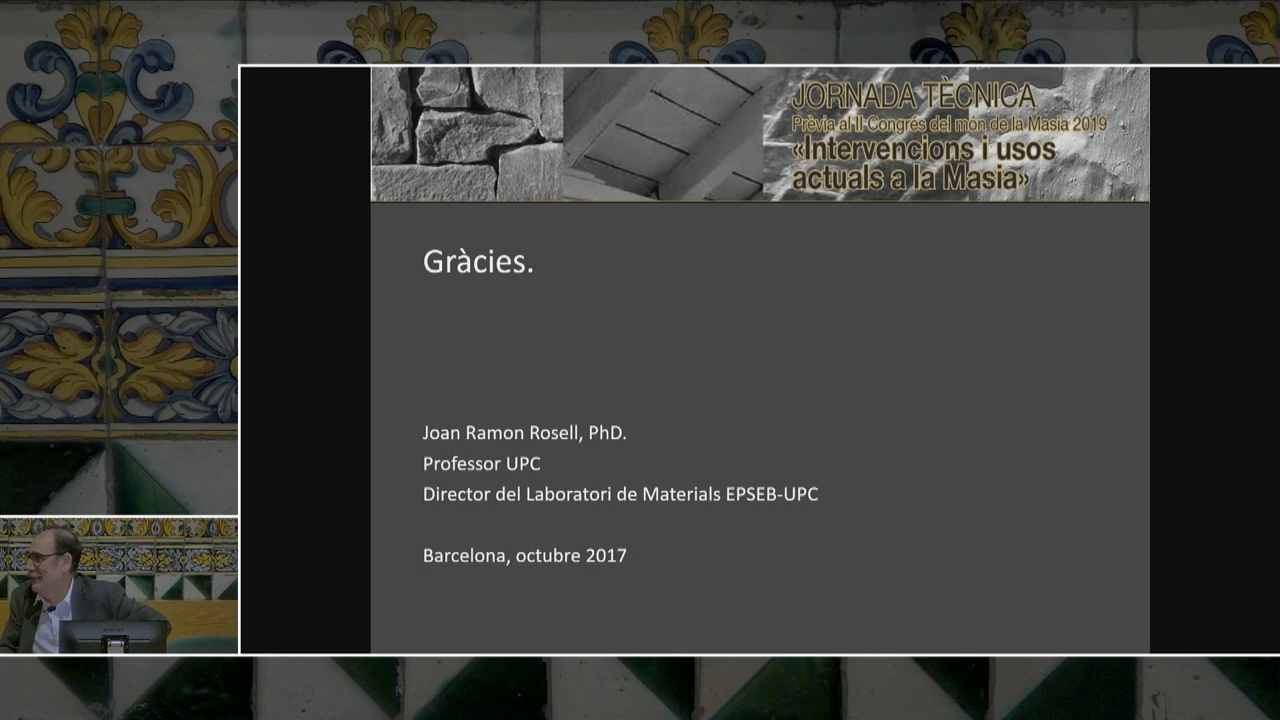 JORNADA TÈCNICA
Prèvia al II Congrés del món de la Masia 2019
«Intervencions i usos
actuals a la Masia»
Gràcies.
Joan Ramon Rosell, PhD.
Professor UPC
Director del Laboratori de Materials EPSEB-UPC
Barcelona, octubre 2017
PHILIPS